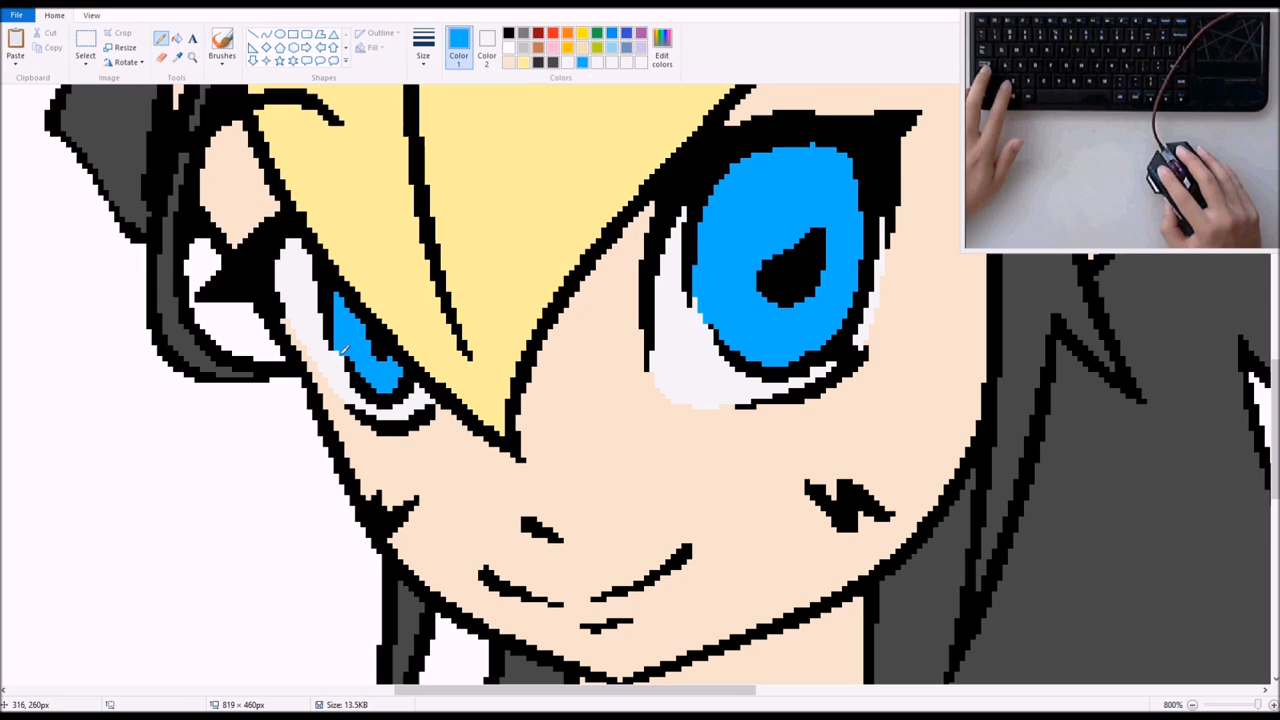 File Home View
Paste
Cut
Copy
Clipboard
Select
Crop
Resize
Rotate
Image
A
Tools
Brushes
Outline
Fill
Shapes
Size
Color
1
Color
2
Edit
colors
Colors
316, 260px
819 × 460px
Size: 13.5KB
800%